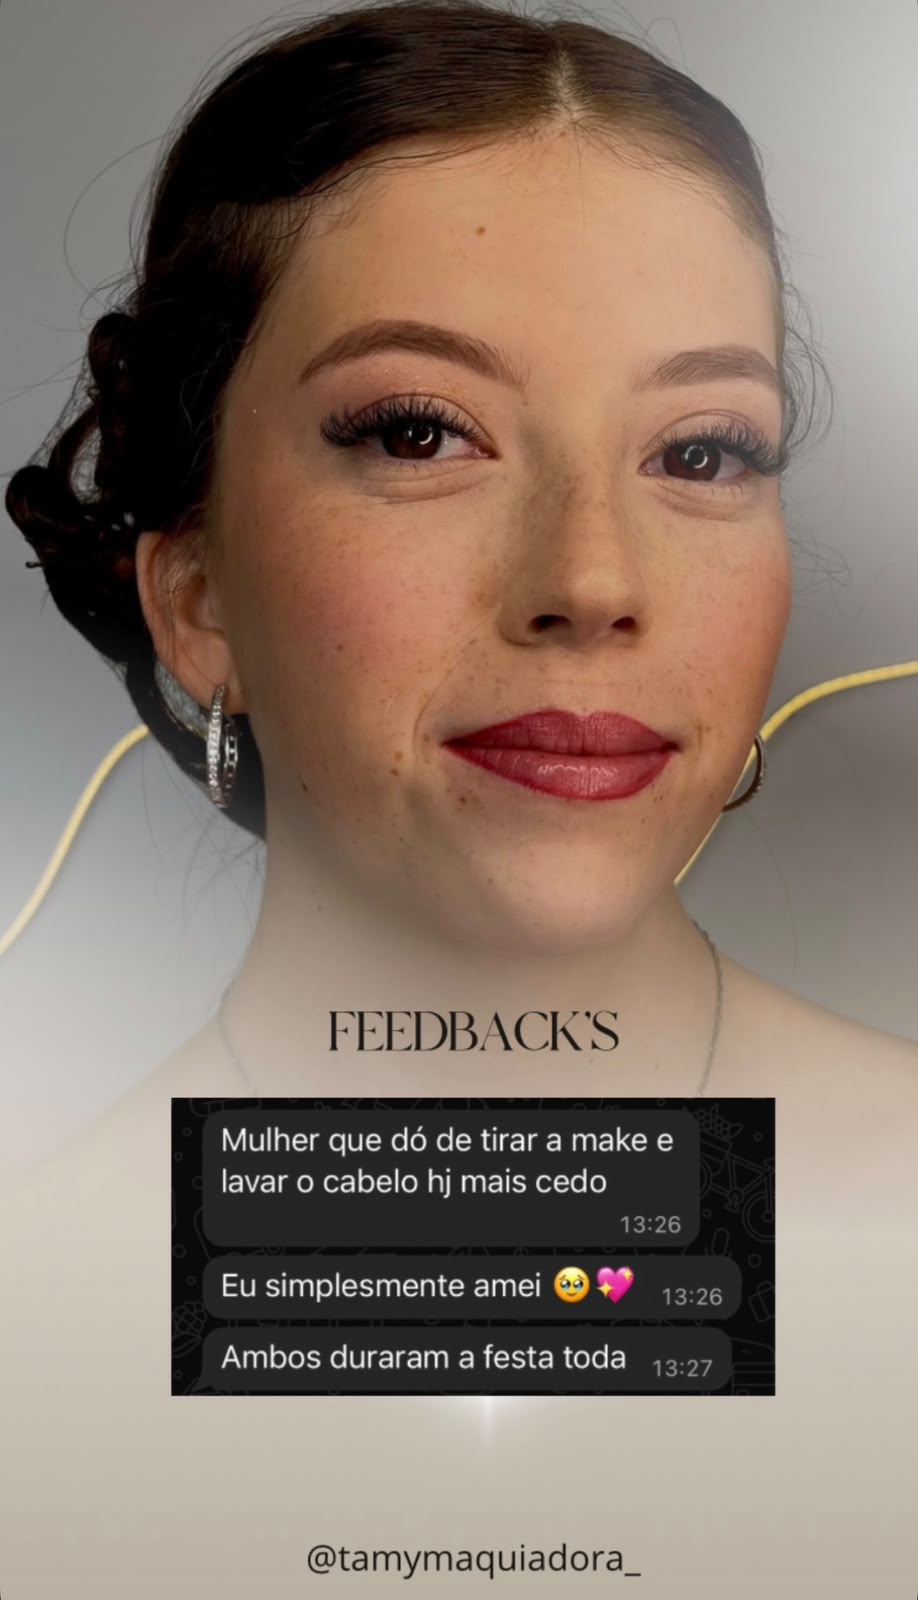 FEEDBACK'S
Mulher que dó de tirar a make e
lavar o cabelo hj mais cedo
13:26
Eu simplesmente amei 🥹💖 13:26
Ambos duraram a festa toda 13:27
@tamymaquiadora_